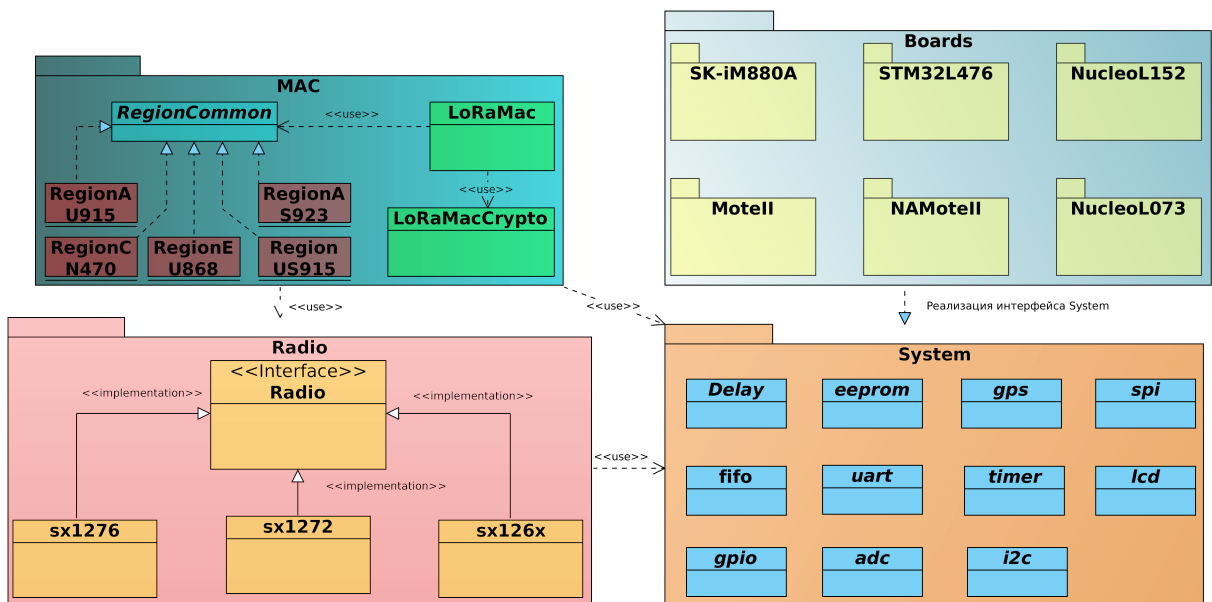 MAC
RegionCommon
<<use>>
LoRaMac
<<use>>
RegionA
U915
RegionA
S923
LoRaMacCrypto
RegionC
N470
RegionE
U868
Region
US915
Boards
SK-iM880A
STM32L476
NucleoL152
MoteII
NAMoteII
NucleoL073
<<use>>
<<use>>
Реализация интерфейса System
Radio
<<Interface>>
Radio
<<implementation>>
<<implementation>>
<<implementation>>
sx1276
sx1272
sx126x
<<use>>
System
Delay
eeprom
gps
spi
fifo
uart
timer
lcd
gpio
adc
i2c